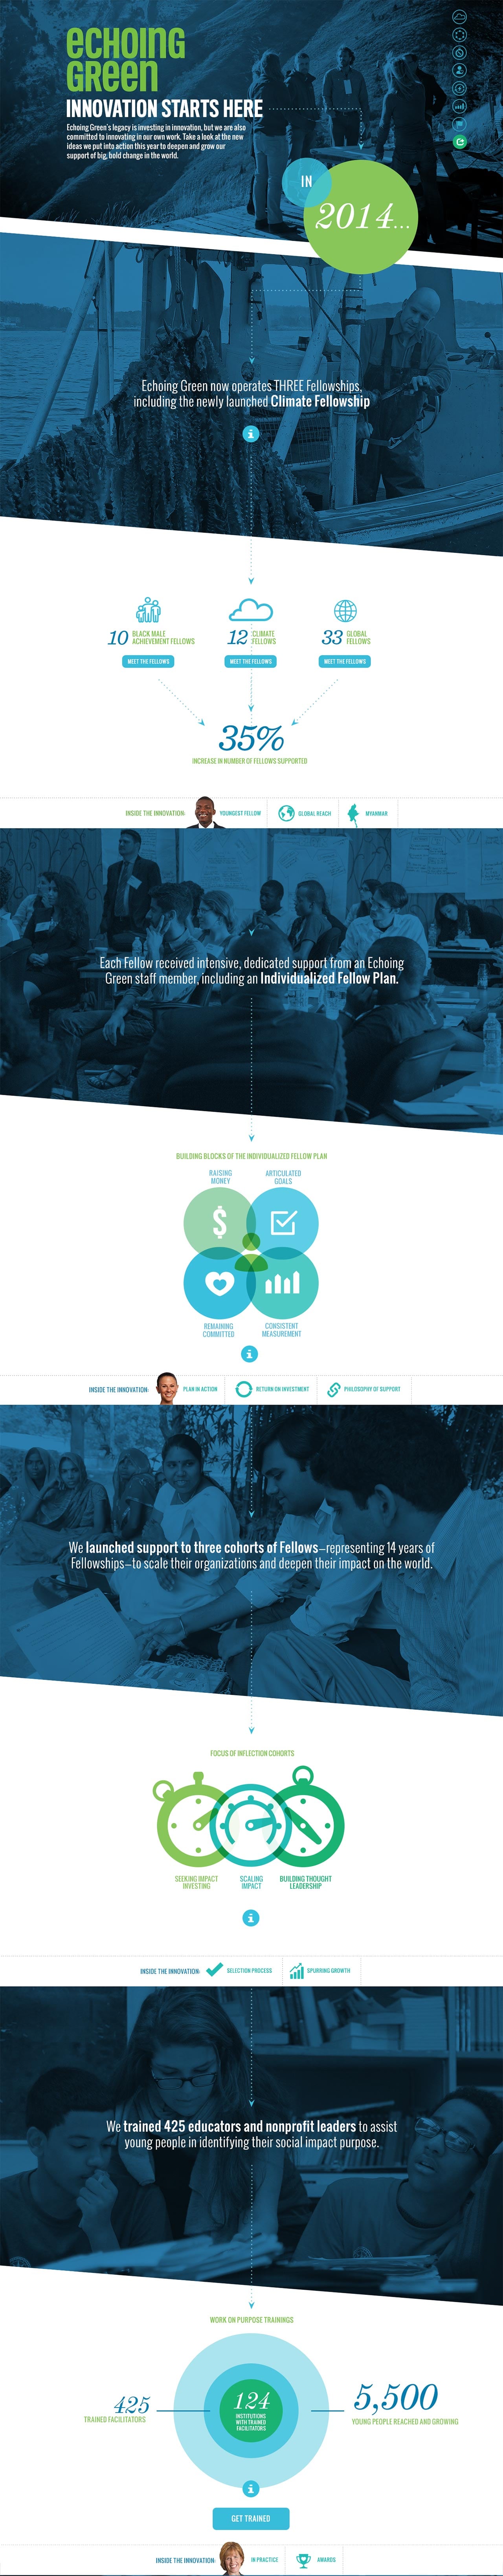 echoing
green
INNOVATION STARTS HERE
Echoing Green's legacy is investing in innovation, but we are also
committed to innovating in our own work. Take a look at the new
ideas we put into action this year to deepen and grow our
support of big, bold change in the world.
IN
2014...
Echoing Green now operates THREE Fellowships,
including the newly launched Climate Fellowship
i
10 BLACK MALE
ACHIEVEMENT FELLOWS
12 CLIMATE
FELLOWS
33 GLOBAL
FELLOWS
MEET THE FELLOWS
MEET THE FELLOWS
MEET THE FELLOWS
35%
INCREASE IN NUMBER OF FELLOWS SUPPORTED
INSIDE THE INNOVATION: YOUNGEST FELLOW GLOBAL REACH MYANMAR
Each Fellow received intensive, dedicated support from an Echoing
Green staff member, including an Individualized Fellow Plan.
BUILDING BLOCKS OF THE INDIVIDUALIZED FELLOW PLAN
RAISING
MONEY
ARTICULATED
GOALS
$
REMAINING
COMMITTED
CONSISTENT
MEASUREMENT
i
INSIDE THE INNOVATION: PLAN IN ACTION RETURN ON INVESTMENT PHILOSOPHY OF SUPPORT
We launched support to three cohorts of Fellows—representing 14 years of
Fellowships—to scale their organizations and deepen their impact on the world.
FOCUS OF INFLECTION COHORTS
SEEKING IMPACT
INVESTING
SCALING
IMPACT
BUILDING THOUGHT
LEADERSHIP
i
INSIDE THE INNOVATION: SELECTION PROCESS SPURRING GROWTH
We trained 425 educators and nonprofit leaders to assist
young people in identifying their social impact purpose.
WORK ON PURPOSE TRAININGS
425
TRAINED FACILITATORS
124
INSTITUTIONS
WITH TRAINED
FACILITATORS
5,500
YOUNG PEOPLE REACHED AND GROWING
i
GET TRAINED
INSIDE THE INNOVATION: IN PRACTICE AWARDS